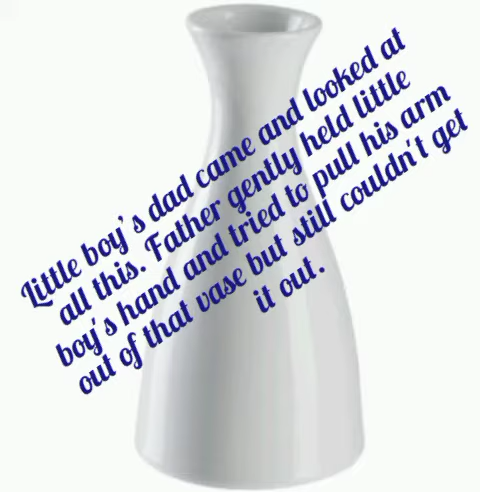 Little boy's dad came and looked at
all this. Father gently held little
boy's hand and tried to pull his arm
out of that vase but still couldn't get
it out.